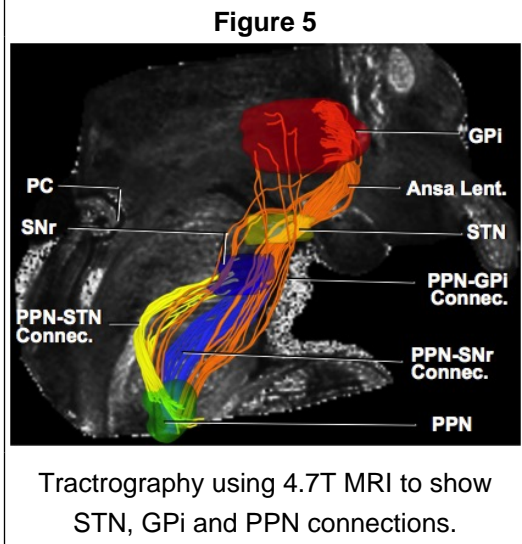 Figure 5
GPi
PC
Ansa Lent.
SNr
STN
PPN-GPi
Connec.
PPN-STN
Connec.
PPN-SNr
Connec.
PPN
Tractrography using 4.7T MRI to show
STN, GPi and PPN connections.